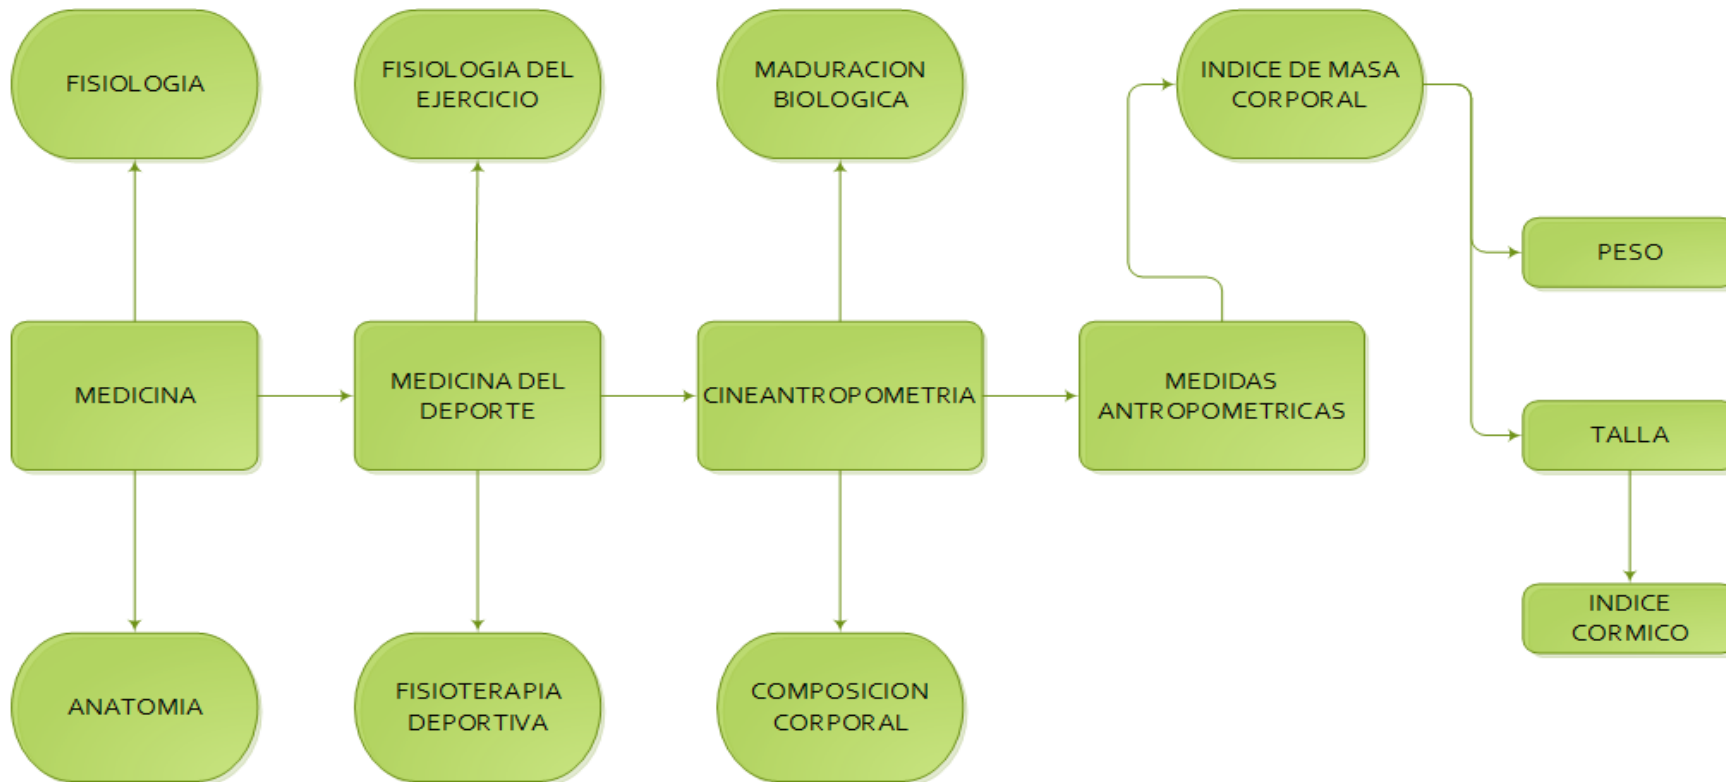 FISIOLOGIA
FISIOLOGIA DEL
EJERCICIO
MADURACION
BIOLOGICA
INDICE DE MASA
CORPORAL
PESO
MEDICINA
MEDICINA DEL
DEPORTE
CINEANTROPOMETRIA
MEDIDAS
ANTROPOMETRICAS
TALLA
INDICE
CORMICO
ANATOMIA
FISIOTERAPIA
DEPORTIVA
COMPOSICION
CORPORAL